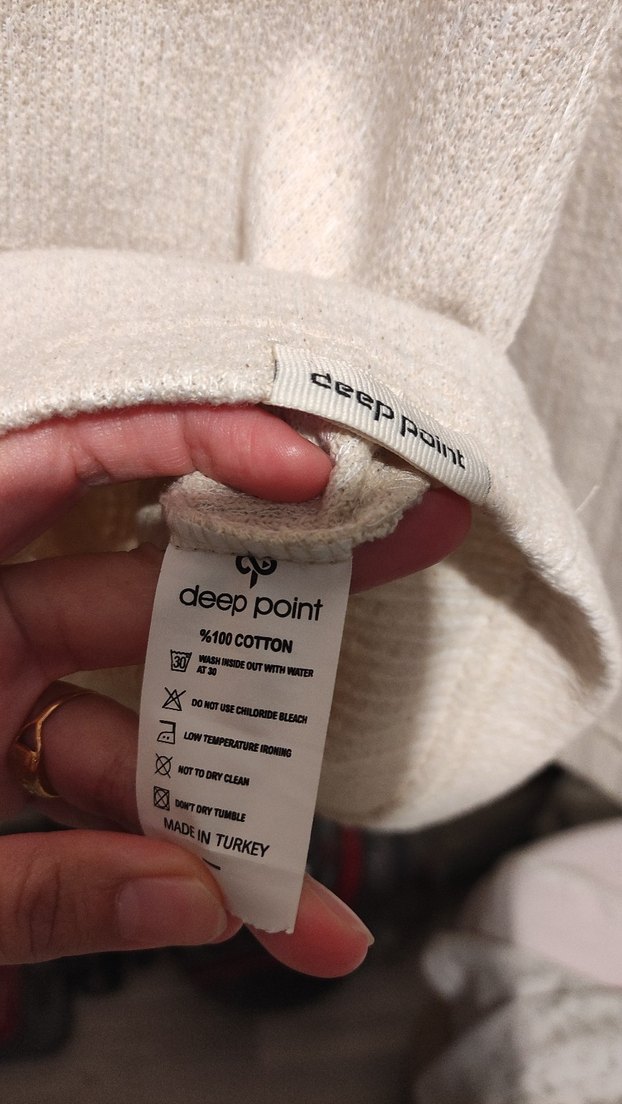 deep point
deep point
%100 COTTON
30
WASH INSIDE OUT WITH WATER
AT 30
DO NOT USE CHILORIDE BLEACH
LOW TEMPERATURE IRONING
NOT TO DRY CLEAN
DON'T DRY TUMBLE
MADE IN TURKEY